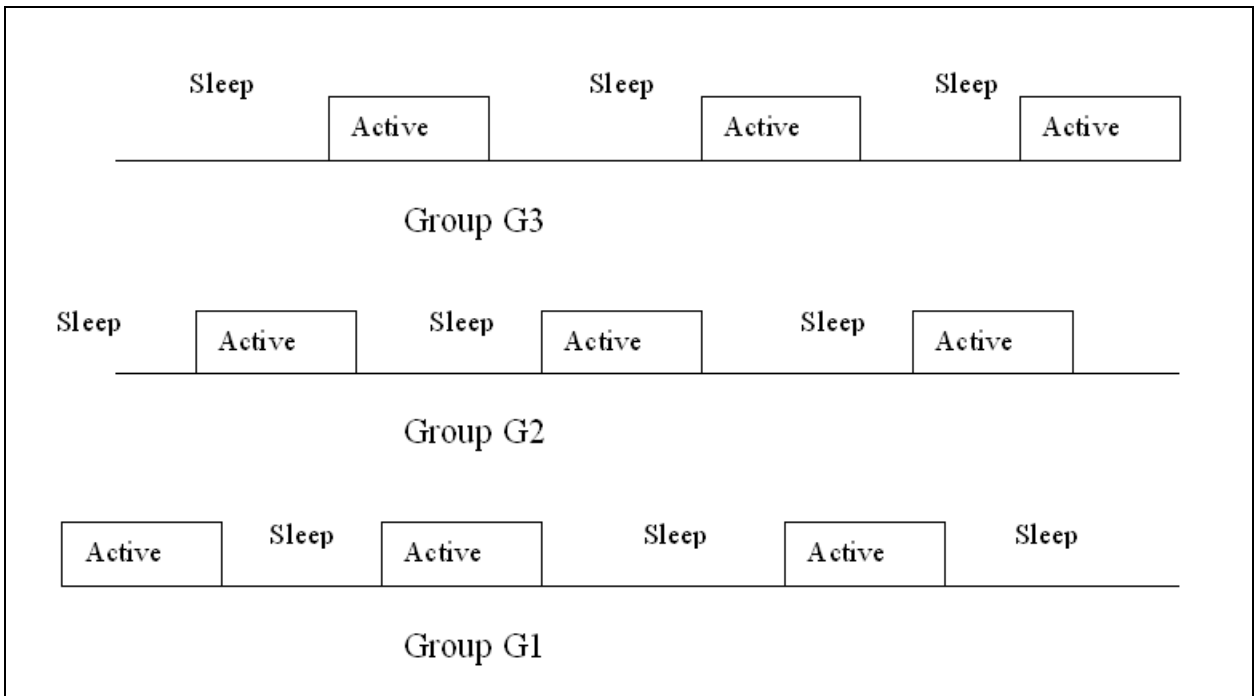 Sleep Sleep Sleep
Active Active Active
Group G3
Sleep Active Sleep Active Sleep Active
Group G2
Active Sleep Active Sleep Active Sleep
Group G1